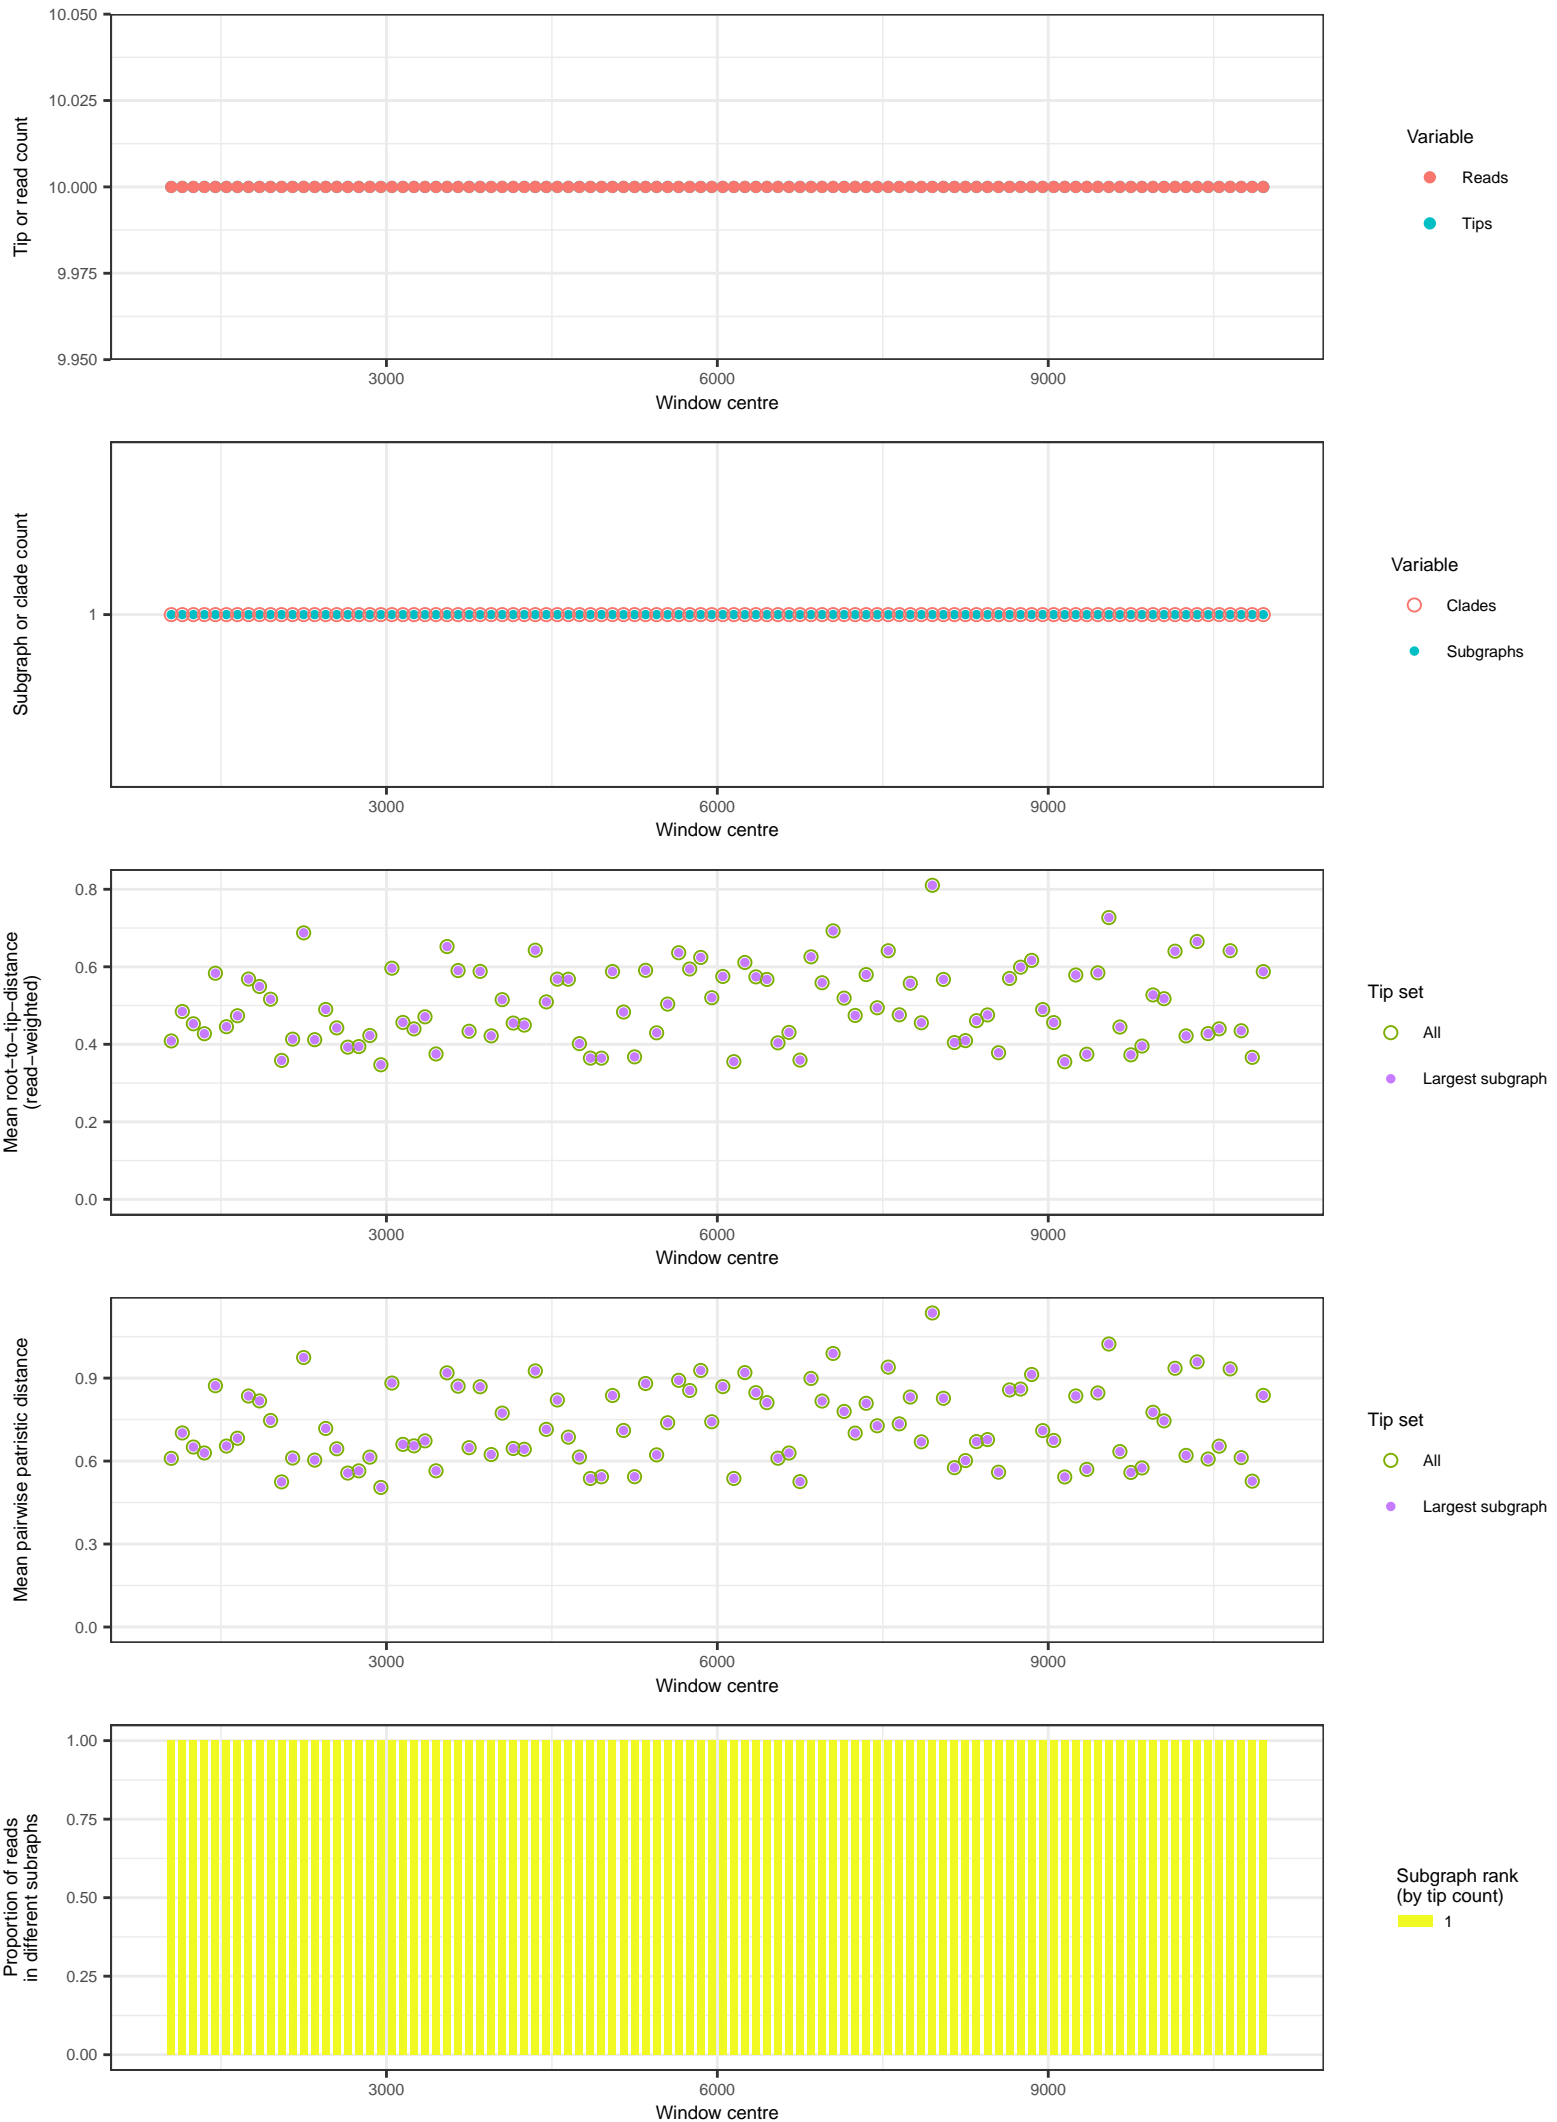 10.050
10.025
10.000
9.975
9.950
Tip or read count
3000 6000 9000
Window centre
Variable
Reads
Tips
1
Subgraph or clade count
3000 6000 9000
Window centre
Variable
Clades
Subgraphs
0.8
0.6
0.4
0.2
0.0
Mean root−to−tip−distance
(read−weighted)
3000 6000 9000
Window centre
Tip set
All
Largest subgraph
0.9
0.6
0.3
0.0
Mean pairwise patristic distance
3000 6000 9000
Window centre
Tip set
All
Largest subgraph
1.00
0.75
0.50
0.25
0.00
Proportion of reads
in different subraphs
3000 6000 9000
Window centre
Subgraph rank
(by tip count)
1